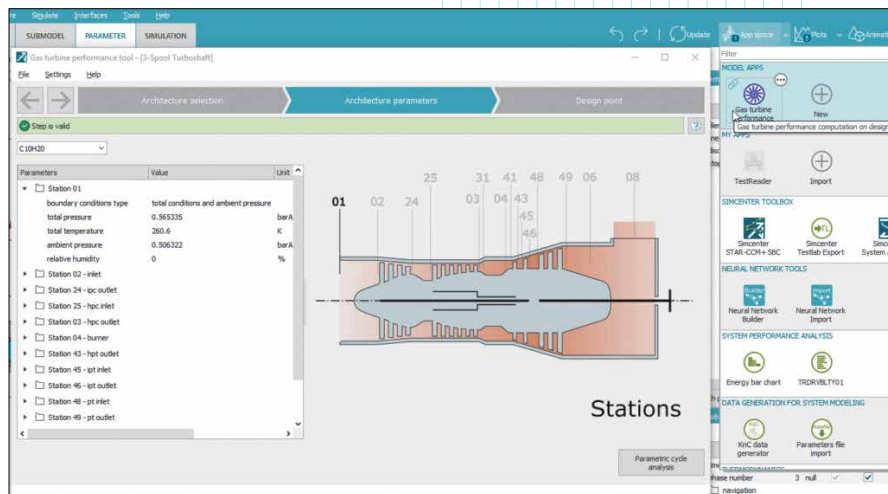 re Simulate Interfaces Tools Help
SUBMODEL PARAMETER SIMULATION
Update App space Plots Animati
Gas turbine performance tool - (3-Spool Turboshaft)
File Settings Help
Architecture selection Architecture parameters Design point
Step is valid
C10H20
Parameters Value Unit
Station 01
boundary conditions type total conditions and ambient pressure
total pressure 0.565335 barA
total temperature 260.6 K
ambient pressure 0.506322 barA
relative humidity 0 %
Station 02 - inlet
Station 24 - ipc outlet
Station 25 - hpc inlet
Station 03 - hpc outlet
Station 04 - burner
Station 43 - hpt outlet
Station 45 - ipt inlet
Station 46 - ipt outlet
Station 48 - pt inlet
Station 49 - pt outlet
25 31 41 48 49 06 08
01 02 24 03 04 43
45
46
Stations
Parametric cycle
analysis
Filter
MODEL APPS
Gas turbine
performance
New
Gas turbine performance computation on design
MY APPS
TestReader
Import
SIMCENTER TOOLBOX
Simcenter
STAR-CCM+ SBC
Simcenter
Testlab Export
Simce
System A
NEURAL NETWORK TOOLS
Builder
Neural Network
Builder
Import
Neural Network
Import
SYSTEM PERFORMANCE ANALYSIS
Energy bar chart
TRDRVBLTY01
DATA GENERATION FOR SYSTEM MODELING
KnC data
generator
Parameters file
import
THERMODYNAMICS
hase number 3 null
navigation